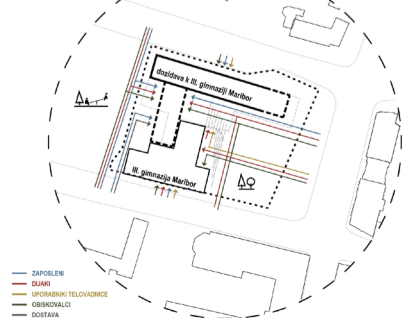 dozidava k III. gimnaziji Maribor
III. gimnazija Maribor
ZAPOSLENI
DIJAKI
UPORABNIKI TELOVADNICE
OBISKOVALCI
DOSTAVA